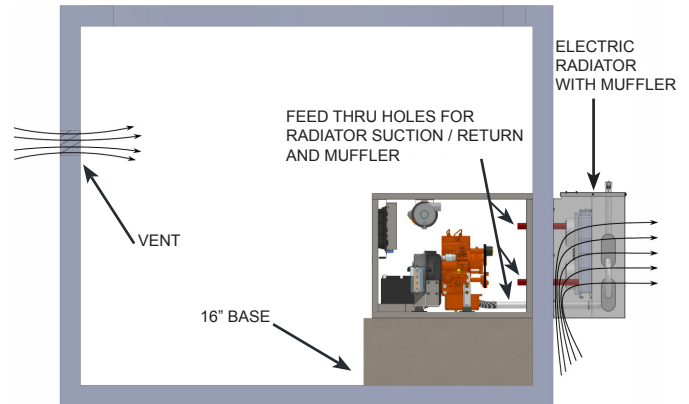 ELECTRIC
RADIATOR
WITH MUFFLER
FEED THRU HOLES FOR
RADIATOR SUCTION / RETURN
AND MUFFLER
VENT
16” BASE